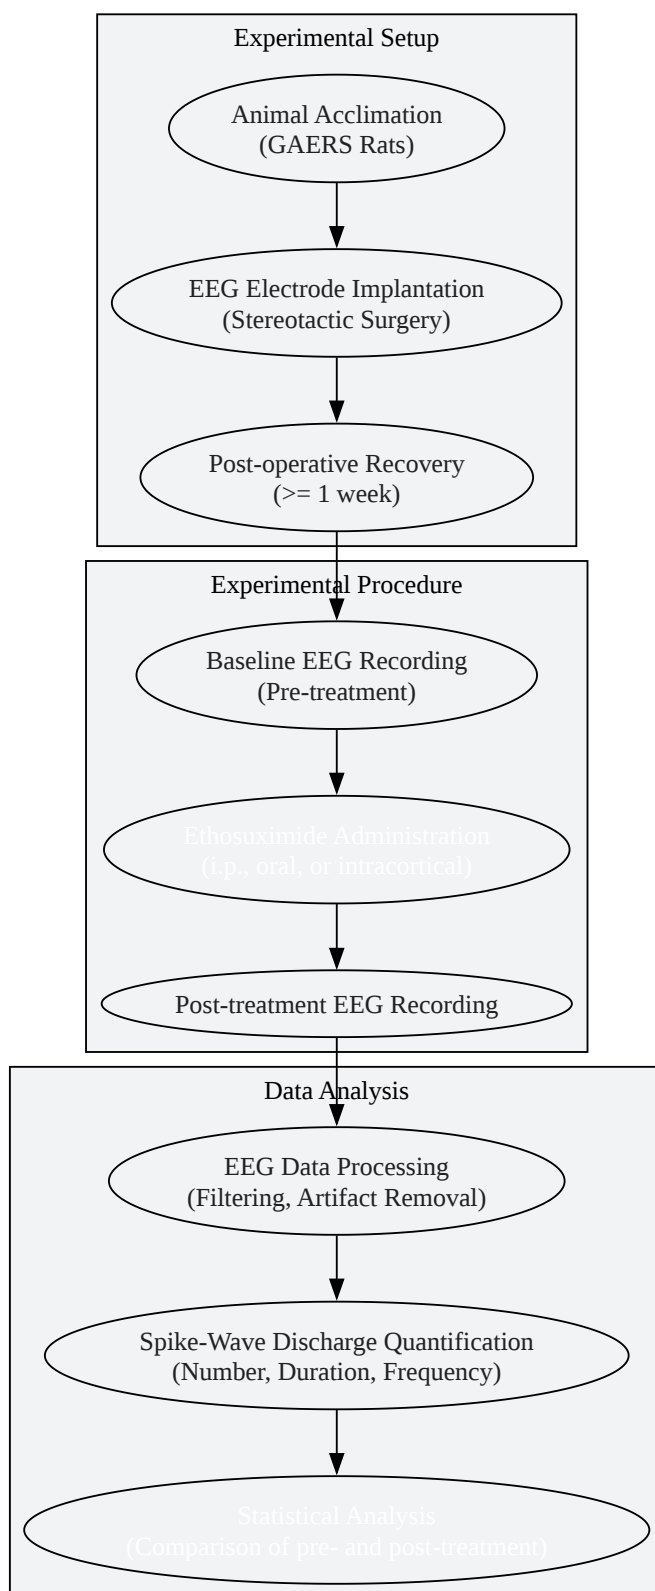 Experimental Setup
Animal Acclimation
(GAERS Rats)
EEG Electrode Implantation
(Stereotactic Surgery)
Post-operative Recovery
(>= 1 week)
Experimental Procedure
Baseline EEG Recording
(Pre-treatment)
Ethosuximide Administration
(i.p., oral, or intracortical)
Post-treatment EEG Recording
Data Analysis
EEG Data Processing
(Filtering, Artifact Removal)
Spike-Wave Discharge Quantification
(Number, Duration, Frequency)
Statistical Analysis
(Comparison of pre- and post-treatment)